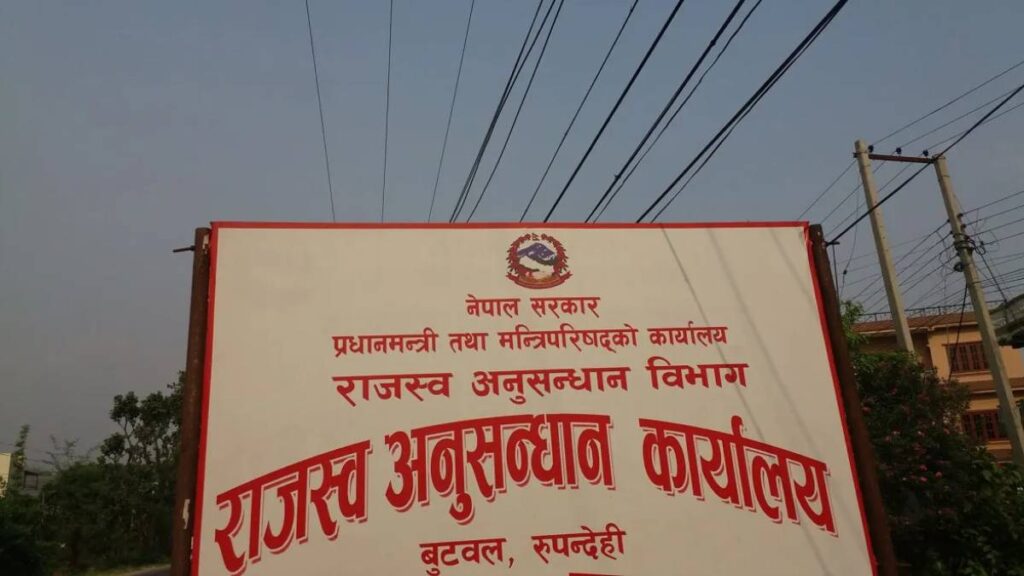 नेपाल सरकार
प्रधानमन्त्री तथा मन्त्रिपरिषद्को कार्यालय
राजस्व अनुसन्धान विभाग
राजस्व अनुसन्धान कार्यालय
बुटवल, रुपन्देही